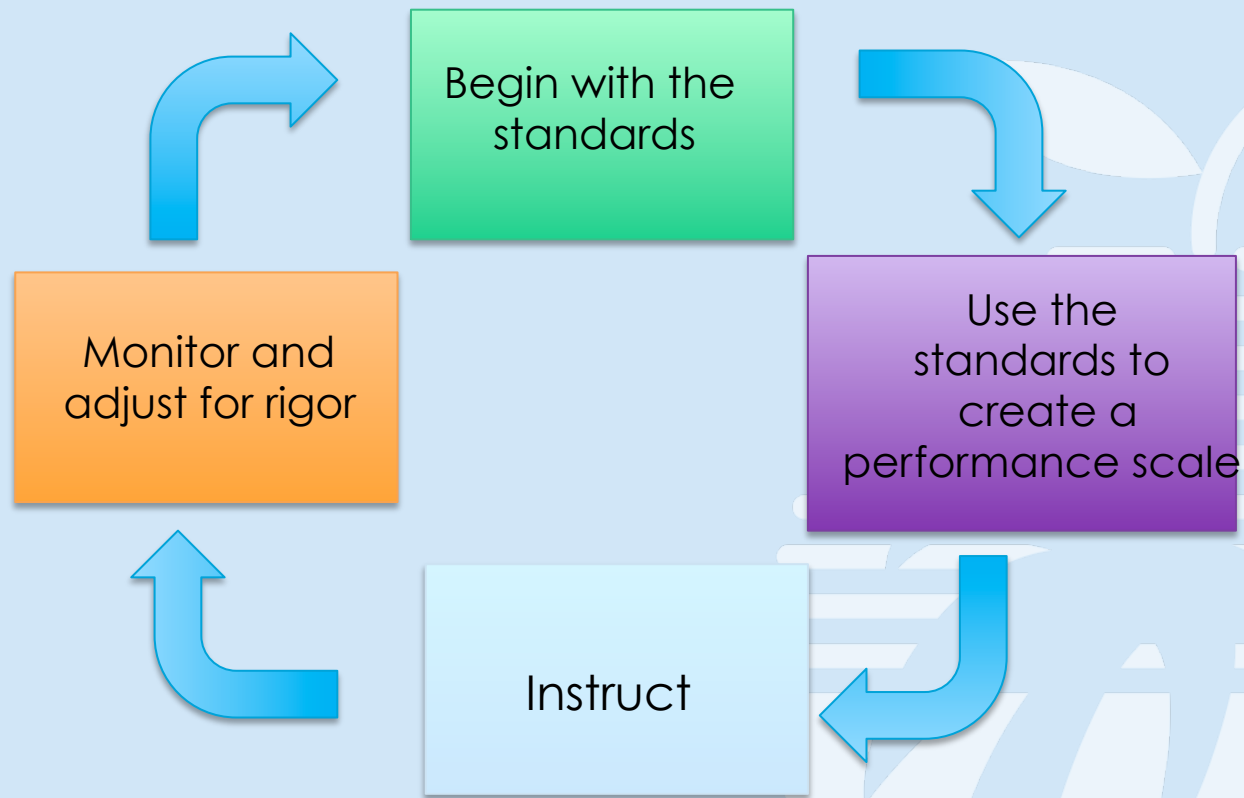 Begin with the
standards
Use the
standards to
create a
performance scale
Instruct
Monitor and
adjust for rigor